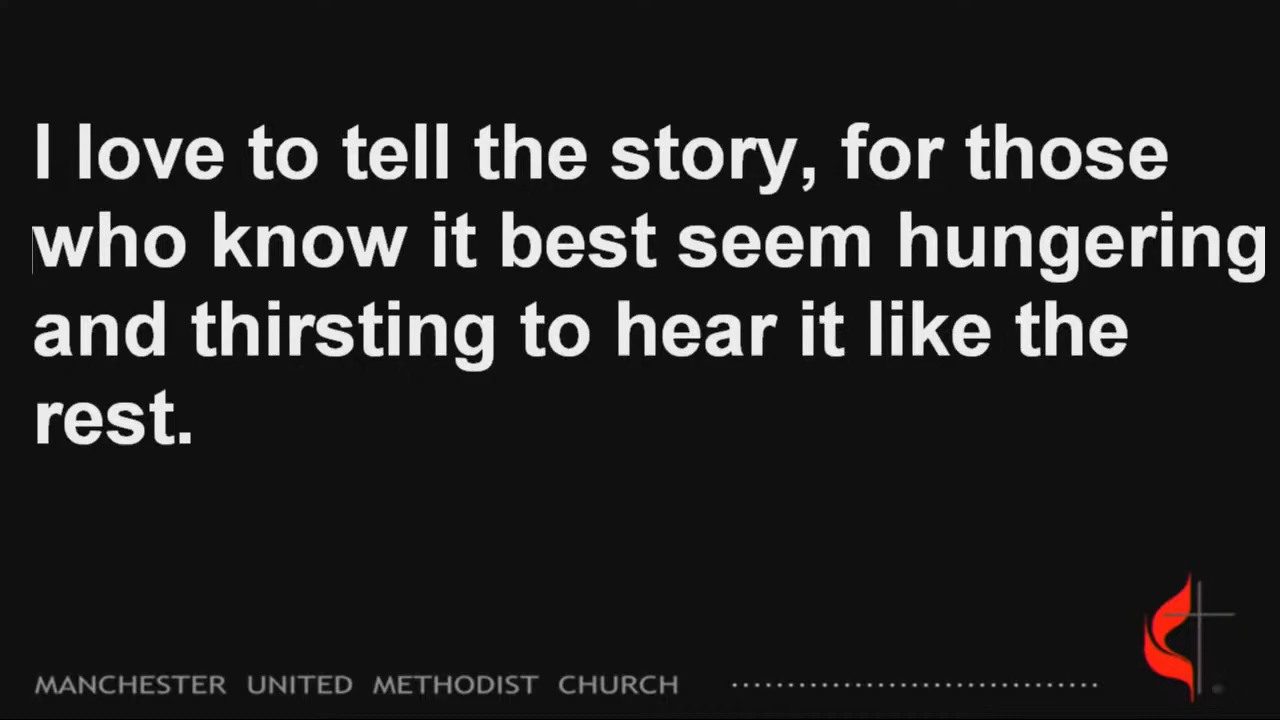 I love to tell the story, for those
who know it best seem hungering
and thirsting to hear it like the
rest.
MANCHESTER UNITED METHODIST CHURCH